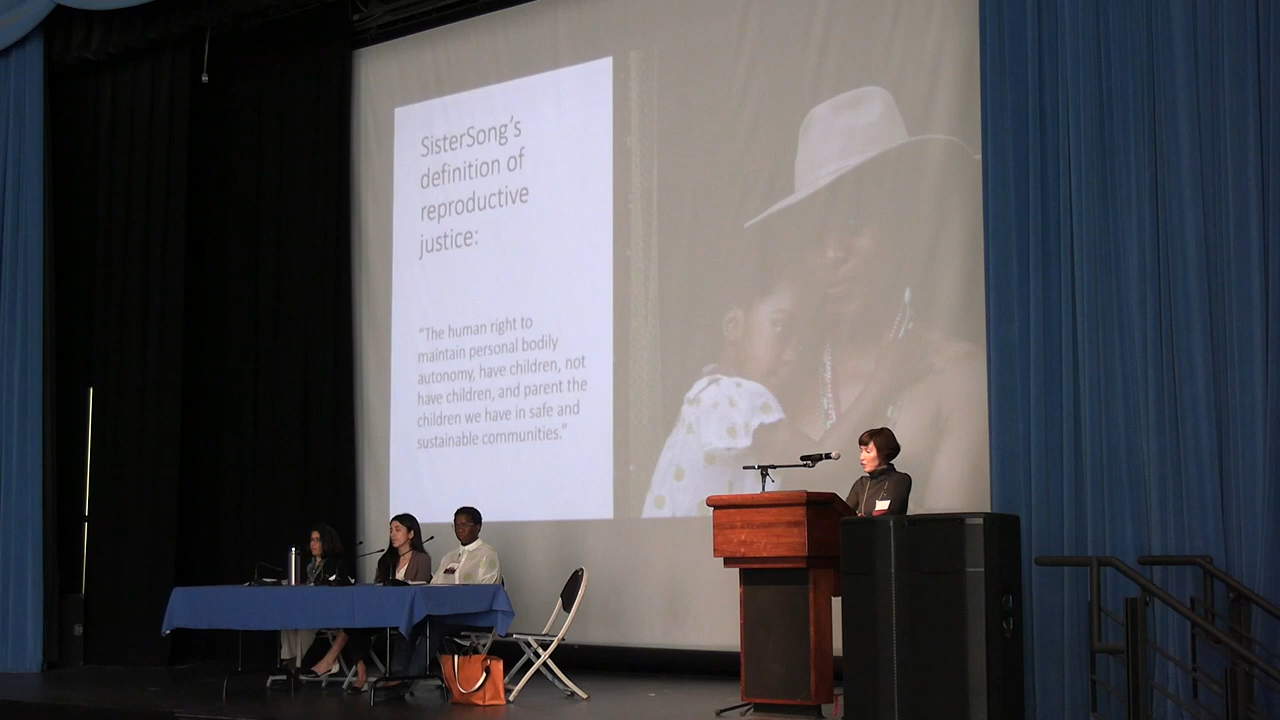 SisterSong’s
definition of
reproductive
justice:
“The human right to
maintain personal bodily
autonomy, have children, not
have children, and parent the
children we have in safe and
sustainable communities.”